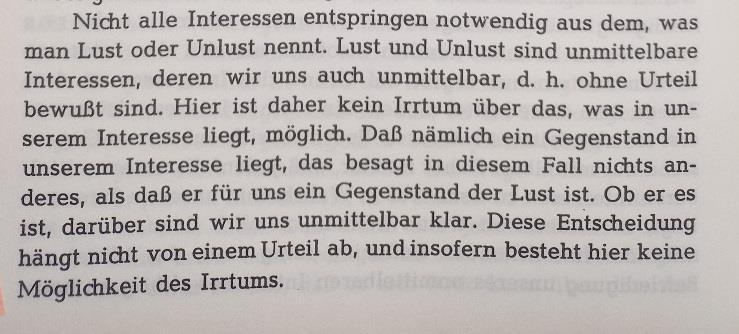 Nicht alle Interessen entspringen notwendig aus dem, was
man Lust oder Unlust nennt. Lust und Unlust sind unmittelbare
Interessen, deren wir uns auch unmittelbar, d. h. ohne Urteil
bewußt sind. Hier ist daher kein Irrtum über das, was in un-
serem Interesse liegt, möglich. Daß nämlich ein Gegenstand in
unserem Interesse liegt, das besagt in diesem Fall nichts an-
deres, als daß er für uns ein Gegenstand der Lust ist. Ob er es
ist, darüber sind wir uns unmittelbar klar. Diese Entscheidung
hängt nicht von einem Urteil ab, und insofern besteht hier keine
Möglichkeit des Irrtums.